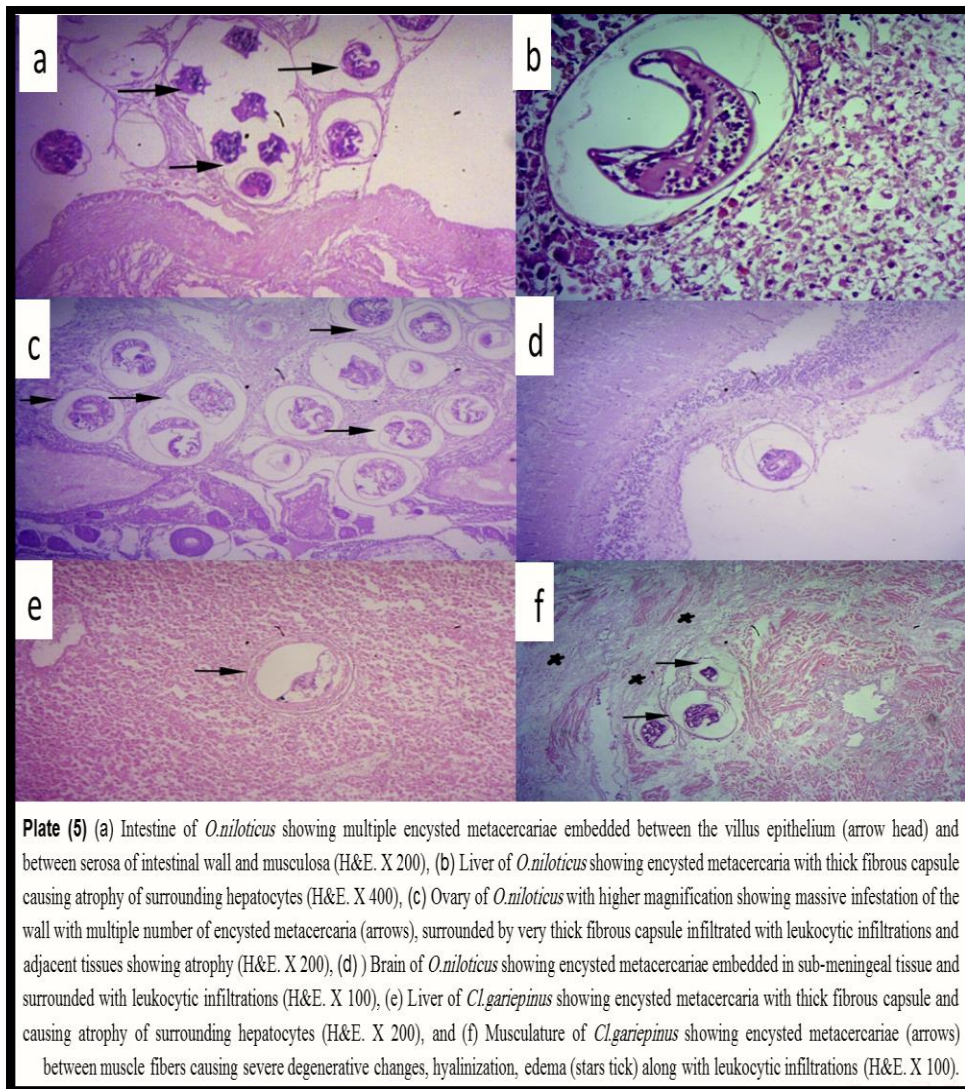 a
b
c
d
e
f
Plate (5) (a) Intestine of O.niloticus showing multiple encysted metacercariae embedded between the villus epithelium (arrow head) and
between serosa of intestinal wall and musculosa (H&E. X 200), (b) Liver of O.niloticus showing encysted metacercaria with thick fibrous capsule
causing atrophy of surrounding hepatocytes (H&E. X 400), (c) Ovary of O.niloticus with higher magnification showing massive infestation of the
wall with multiple number of encysted metacercaria (arrows), surrounded by very thick fibrous capsule infiltrated with leukocytic infiltrations and
adjacent tissues showing atrophy (H&E. X 200), (d) ) Brain of O.niloticus showing encysted metacercariae embedded in sub-meningeal tissue and
surrounded with leukocytic infiltrations (H&E. X 100), (e) Liver of Cl.gariepinus showing encysted metacercaria with thick fibrous capsule and
causing atrophy of surrounding hepatocytes (H&E. X 200), and (f) Musculature of Cl.gariepinus showing encysted metacercariae (arrows)
between muscle fibers causing severe degenerative changes, hyalinization, edema (stars tick) along with leukocytic infiltrations (H&E. X 100).